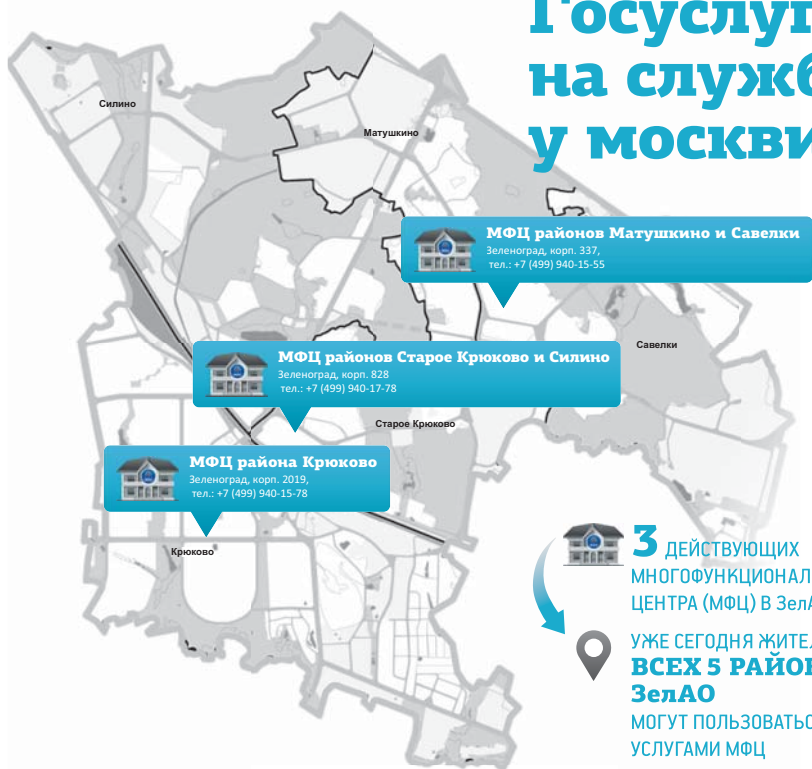 Госуслуг
на служб
у москви
Силино
Матушкино
МФЦ районов Матушкино и Савелки
Зеленоград, корп. 337,
тел.: +7 (499) 940-15-55
Савелки
МФЦ районов Старое Крюково и Силино
Зеленоград, корп. 828
тел.: +7 (499) 940-17-78
Старое Крюково
МФЦ района Крюково
Зеленоград, корп. 2019,
тел.: +7 (499) 940-15-78
Крюково
3 ДЕЙСТВУЮЩИХ
МНОГОФУНКЦИОНАЛ
ЦЕНТРА (МФЦ) В Зел
УЖЕ СЕГОДНЯ ЖИТЕЛ
ВСЕХ 5 РАЙОН
ЗелАО
МОГУТ ПОЛЬЗОВАТЬС
УСЛУГАМИ МФЦ